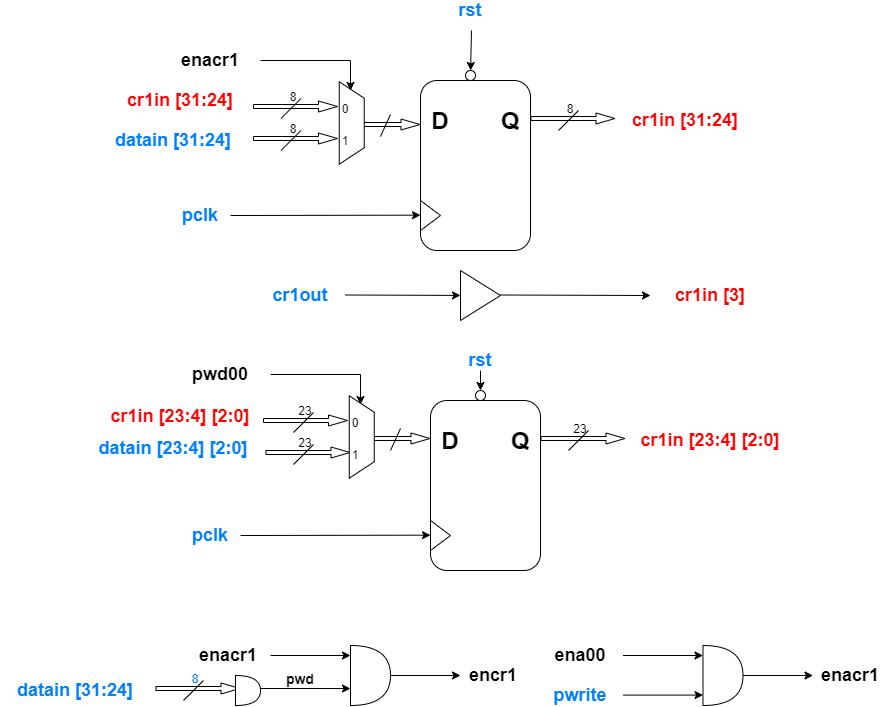 rst
enacr1
cr1in [31:24] 8 0
datain [31:24] 8 1
D Q 8 cr1in [31:24]
pclk
cr1out cr1in [3]
rst
pwd00
cr1in [23:4] [2:0] 23 0
datain [23:4] [2:0] 23 1
D Q 23 cr1in [23:4] [2:0]
pclk
enacr1
datain [31:24] 8 pwd
encr1
ena00
pwrite
enacr1